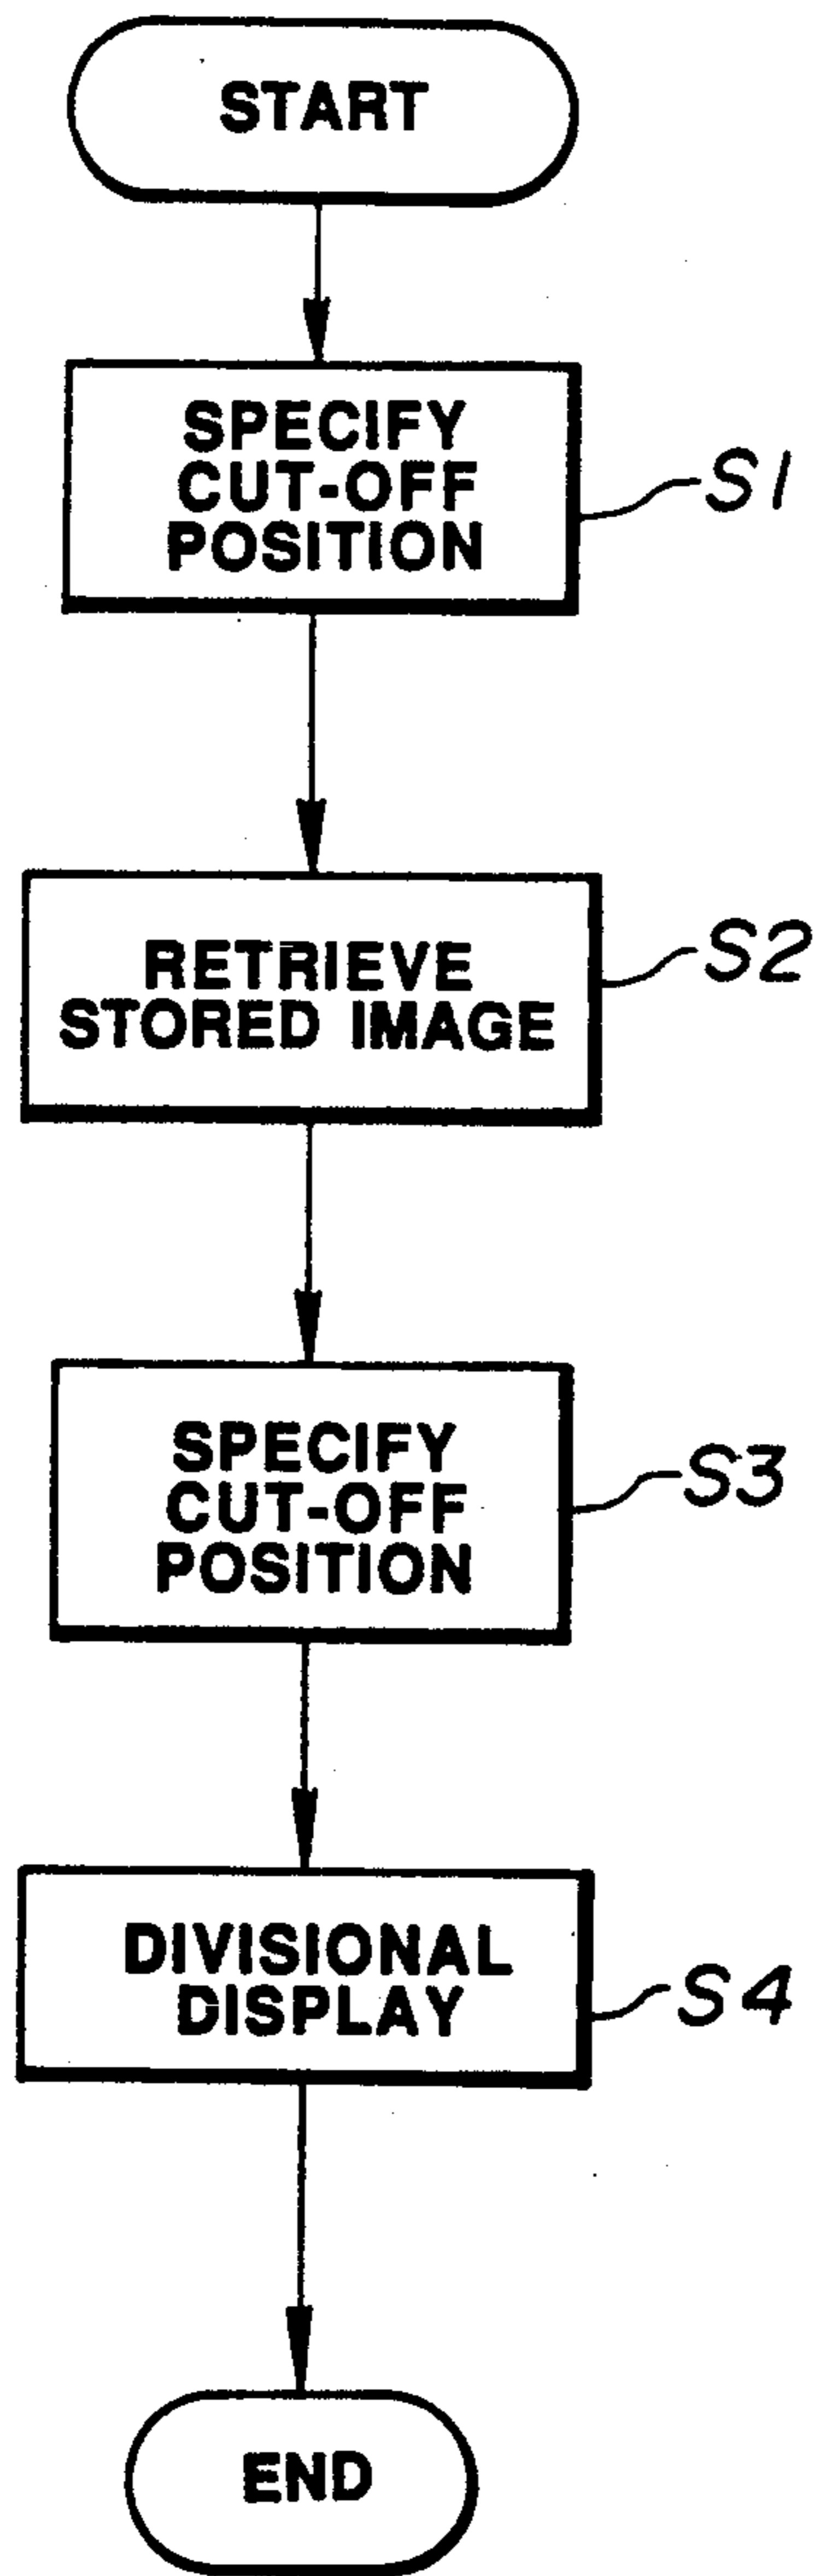 START
SPECIFY
CUT-OFF
POSITION
S1
RETRIEVE
STORED IMAGE
S2
SPECIFY
CUT-OFF
POSITION
S3
DIVISIONAL
DISPLAY
S4
END